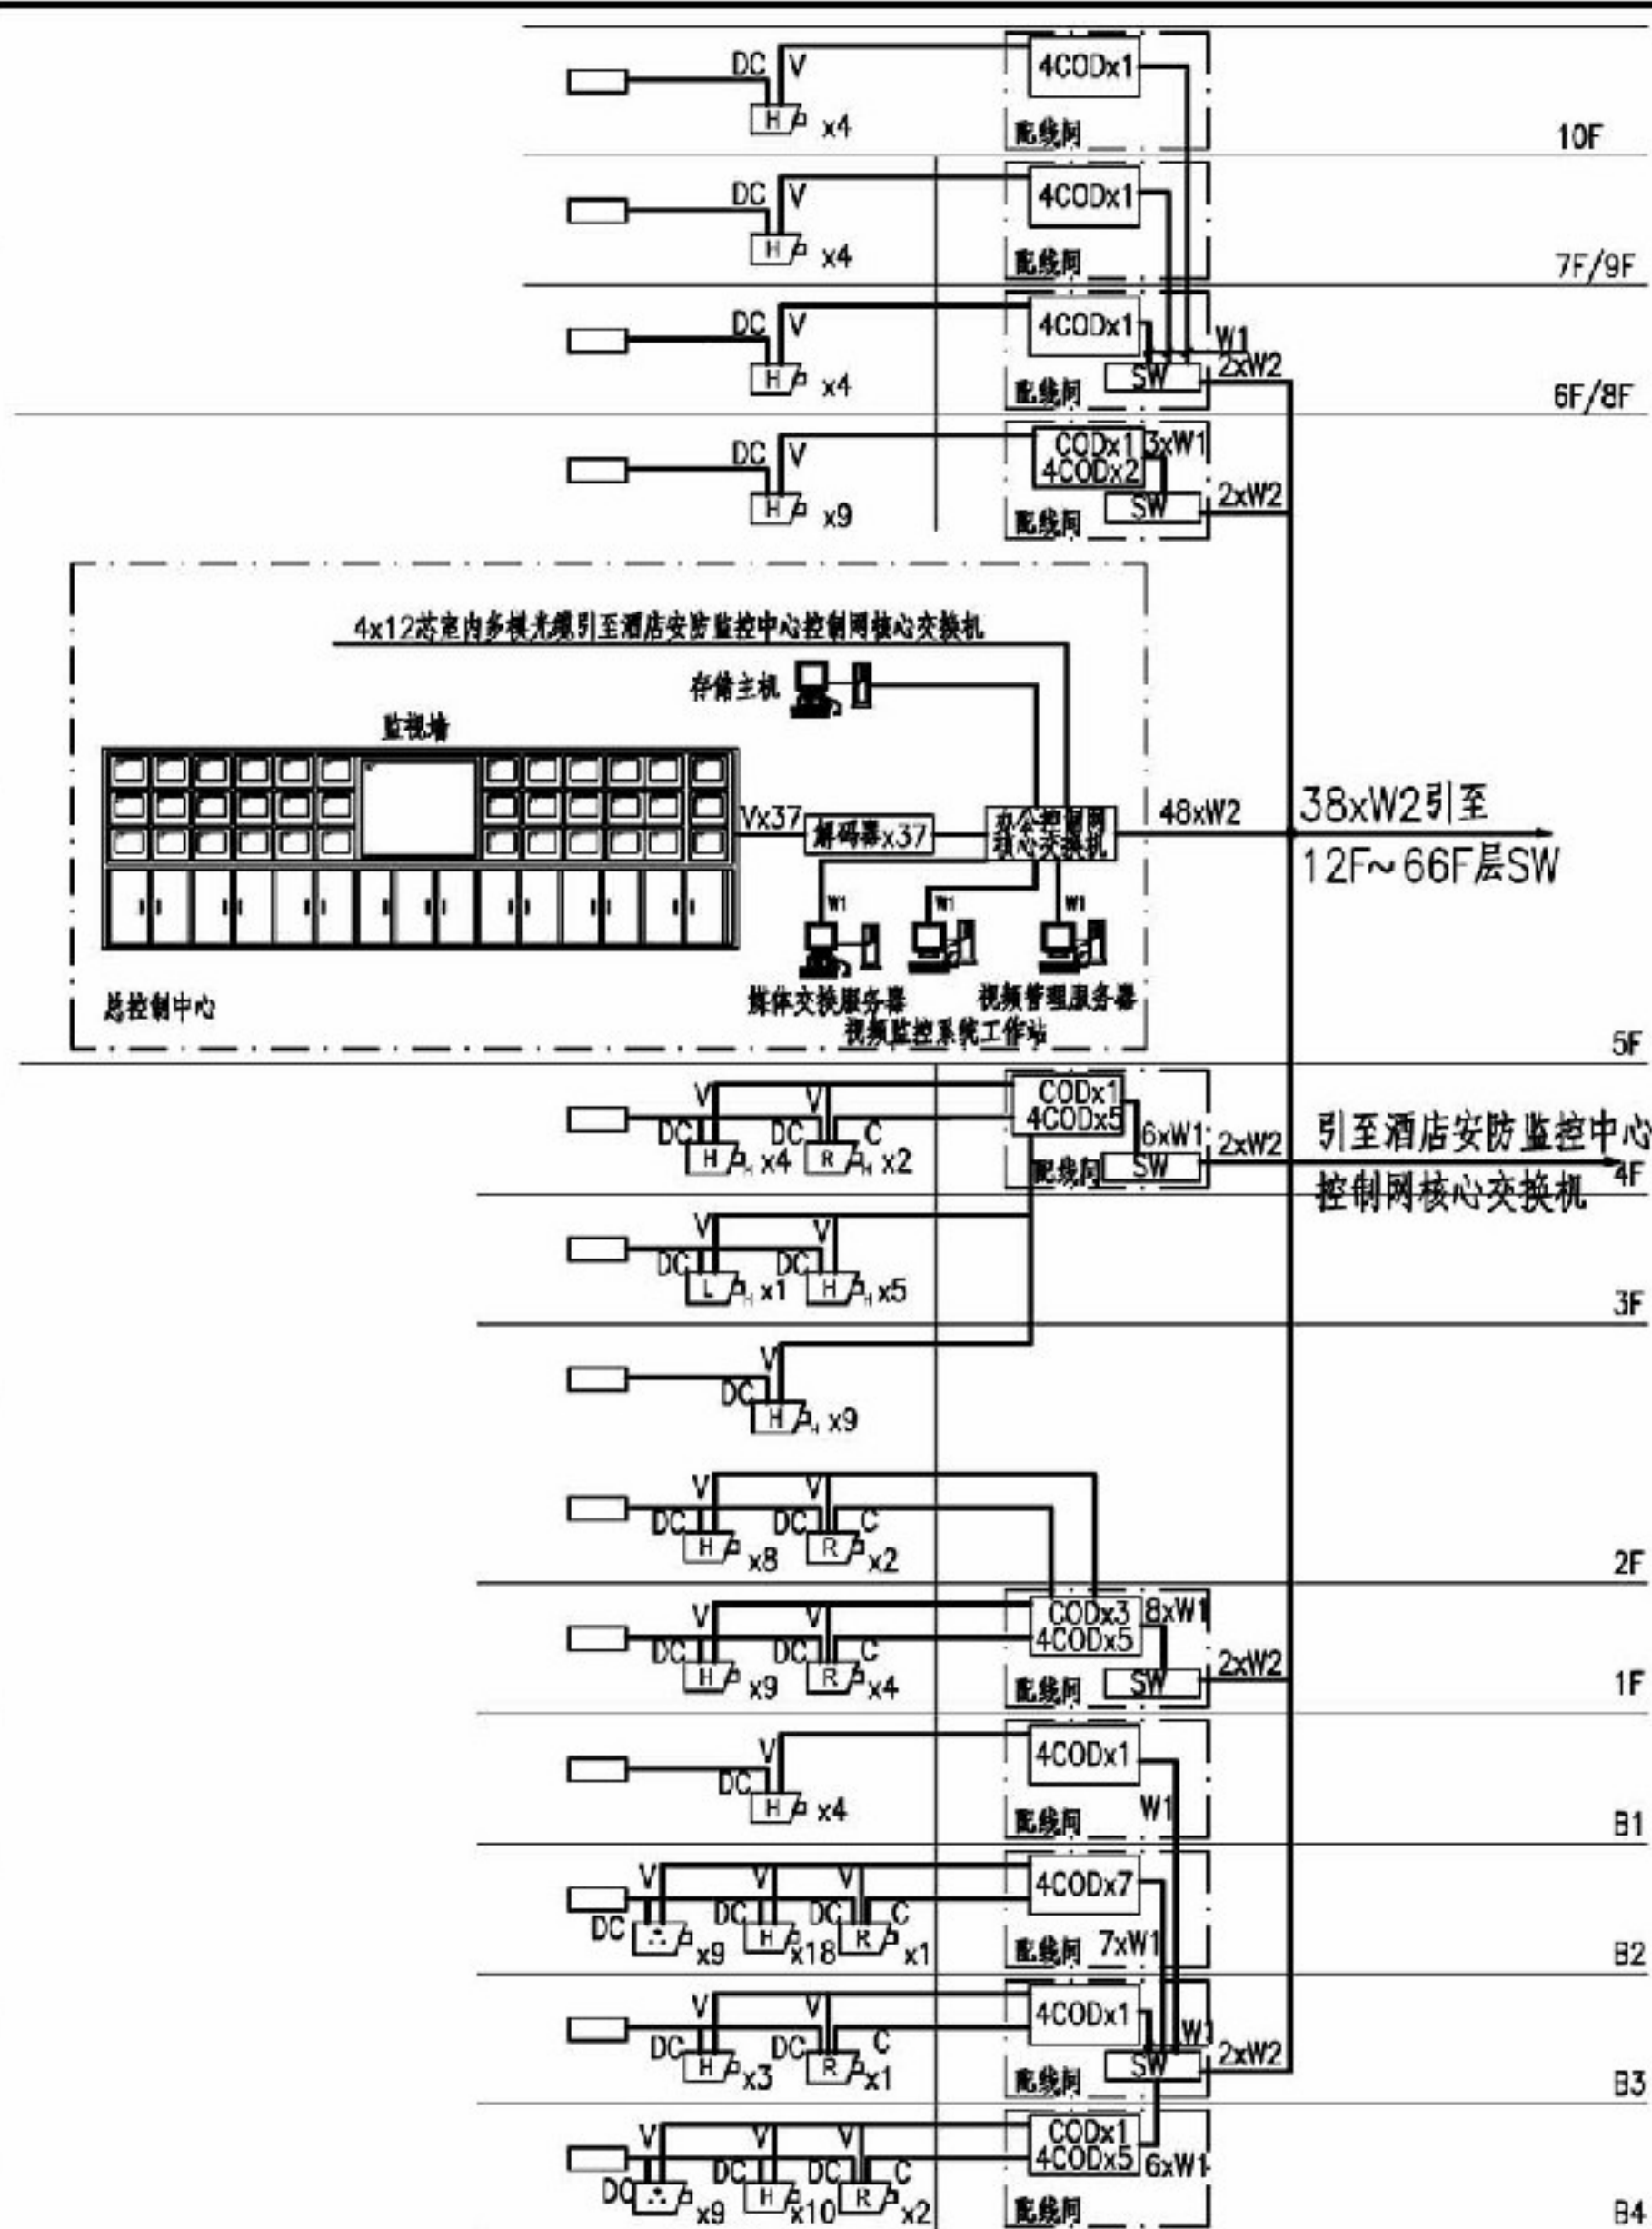 DC V 4CODx1
H x4 配线间 10F
DC V 4CODx1
H x4 配线间 7F/9F
DC V 4CODx1 W1
H x4 配线间 SW 2xW2 6F/8F
DC V CODx1 3xW1
4CODx2
H x9 配线间 SW 2xW2
4x12芯室内多模光缆引至酒店安防监控中心控制网核心交换机
存储主机
监视墙
Vx37 解码器x37 办公控制网
核心交换机
48xW2 38xW2引至
12F~66F层SW
W1 W1 W1
媒体交换服务器 视频管理服务器
视频监控系统工作站
总控制中心
5F
V V CODx1
4CODx5
DC DC C 6xW1 2xW2
H H x4 R H x2 配线间 SW
引至酒店安防监控中心
控制网核心交换机
4F
V V
DC DC
L H x1 H H x5
3F
V
DC
H H x9
V V
DC DC C
H x8 R x2 2F
V V CODx3 8xW1
4CODx5
DC DC C
H x9 R x4 配线间 SW 2xW2 1F
V 4CODx1
DC
H x4 配线间 W1 B1
V V V 4CODx7
DC DC DC C
x9 H x18 R x1 配线间 7xW1 B2
V V 4CODx1
DC DC C W1
H x3 R x1 配线间 SW 2xW2 B3
V V V CODx1
4CODx5 6xW1
DC DC DC C
x9 H x10 R x2 配线间 B4